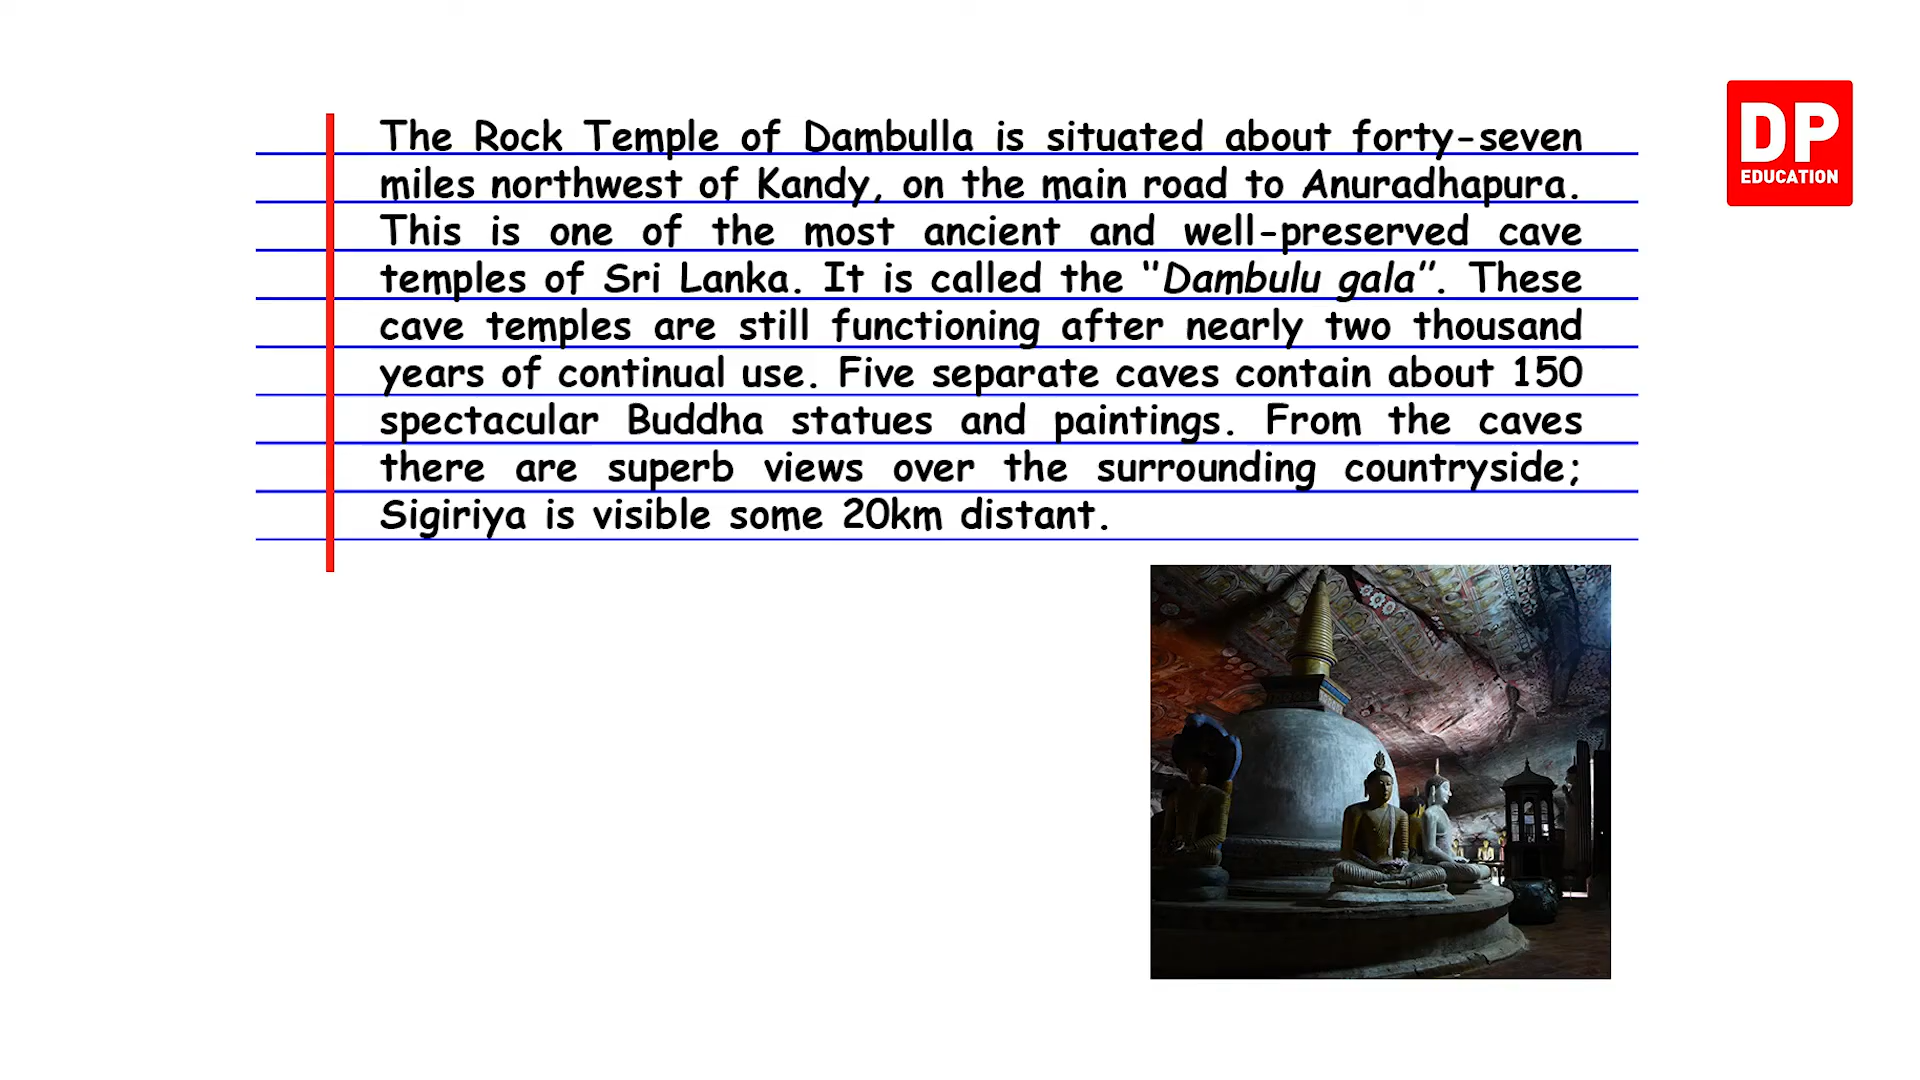 The Rock Temple of Dambulla is situated about forty-seven
miles northwest of Kandy, on the main road to Anuradhapura.
This is one of the most ancient and well-preserved cave
temples of Sri Lanka. It is called the "Dambulu gala". These
cave temples are still functioning after nearly two thousand
years of continual use. Five separate caves contain about 150
spectacular Buddha statues and paintings. From the caves
there are superb views over the surrounding countryside;
Sigiriya is visible some 20km distant.
DP
EDUCATION